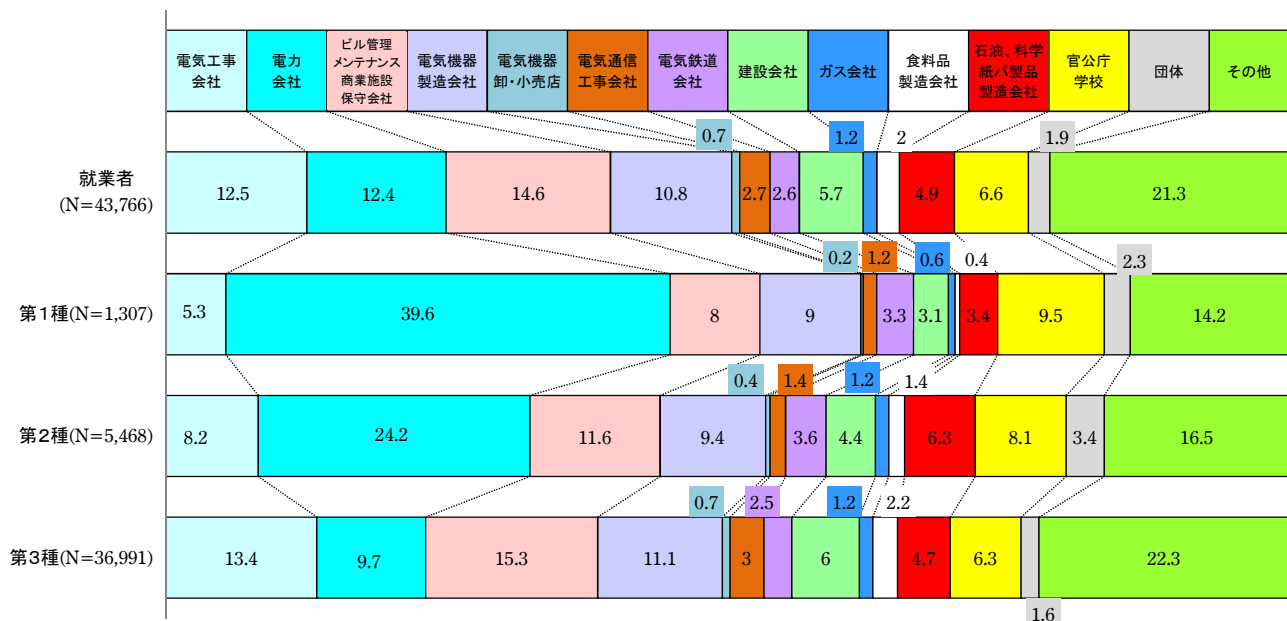 電気工事
会社
電力
会社
ビル管理
メンテナンス
商業施設
保守会社
電気機器
製造会社
電気機器
卸・小売店
電気通信
工事会社
電気鉄道
会社
建設会社
ガス会社
食料品
製造会社
石油、科学
紙パ製品
製造会社
官公庁
学校
団体
その他
0.7
1.2
2
1.9
就業者
(N=43,766)
12.5
12.4
14.6
10.8
2.7
2.6
5.7
4.9
6.6
21.3
0.2
1.2
0.6
0.4
2.3
第1種(N=1,307)
5.3
39.6
8
9
3.3
3.1
3.4
9.5
14.2
0.4
1.4
1.2
1.4
第2種(N=5,468)
8.2
24.2
11.6
9.4
3.6
4.4
6.3
8.1
3.4
16.5
0.7
2.5
1.2
2.2
第3種(N=36,991)
13.4
9.7
15.3
11.1
3
6
4.7
6.3
22.3
1.6